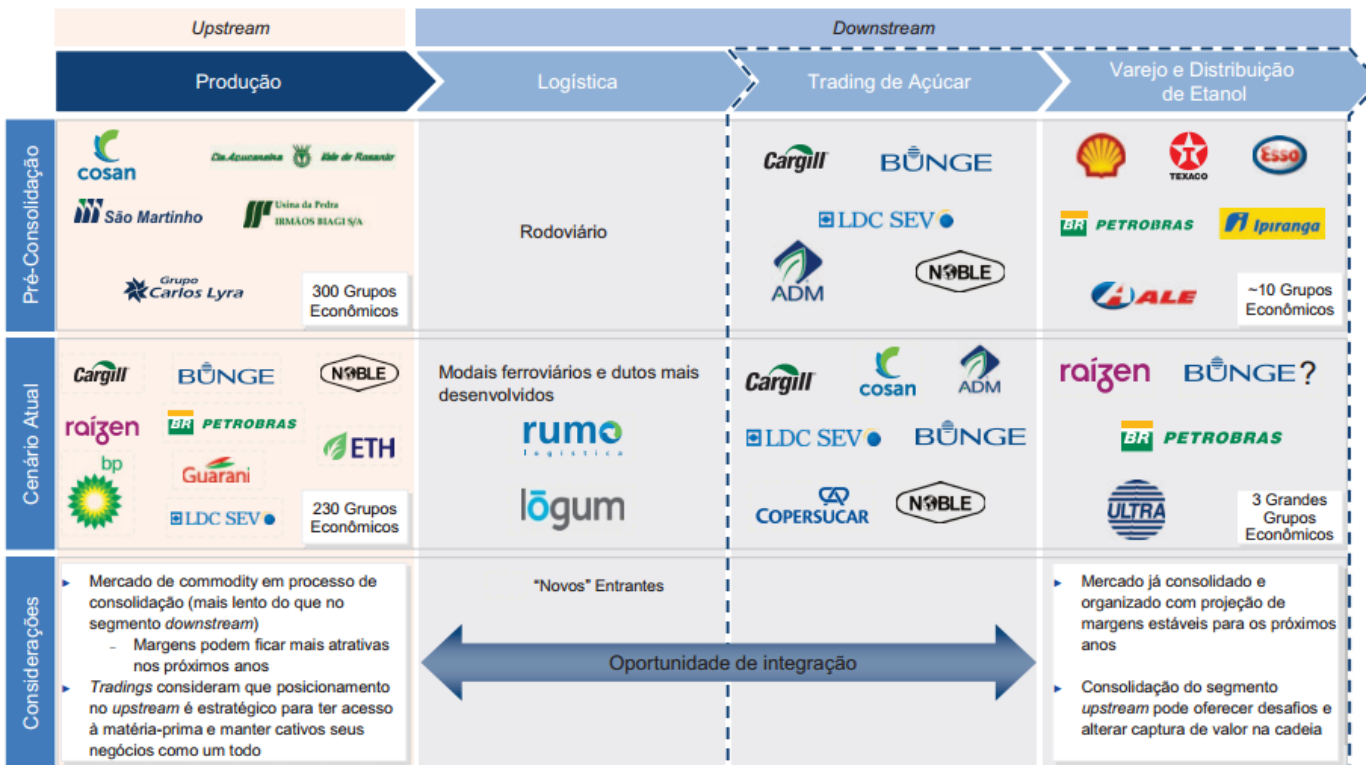 Upstream
Downstream
Produção
Logística
Trading de Açúcar
Varejo e Distribuição
de Etanol
Pré-Consolidação
cosan
Cia. Açucareira Vale do Rosário
São Martinho
Usina da Pedra
IRMÃOS BIAGI S/A
Grupo
Carlos Lyra
300 Grupos
Econômicos
Rodoviário
Cargill
BUNGE
LDC SEV
ADM
NOBLE
TEXACO
Esso
BR PETROBRAS
Ipiranga
ALE
~10 Grupos
Econômicos
Cenário Atual
Cargill
BUNGE
NOBLE
raízen
BR PETROBRAS
ETH
bp
Guarani
LDC SEV
230 Grupos
Econômicos
Modais ferroviários e dutos mais
desenvolvidos
rumo
logística
lōgum
Cargill
cosan
ADM
LDC SEV
BUNGE
COPERSUCAR
NOBLE
raízen
BUNGE?
BR PETROBRAS
ULTRA
3 Grandes
Grupos
Econômicos
Considerações
Mercado de commodity em processo de
consolidação (mais lento do que no
segmento downstream)
– Margens podem ficar mais atrativas
nos próximos anos
Tradings consideram que posicionamento
no upstream é estratégico para ter acesso
à matéria-prima e manter cativos seus
negócios como um todo
“Novos” Entrantes
Oportunidade de integração
Mercado já consolidado e
organizado com projeção de
margens estáveis para os próximos
anos
Consolidação do segmento
upstream pode oferecer desafios e
alterar captura de valor na cadeia